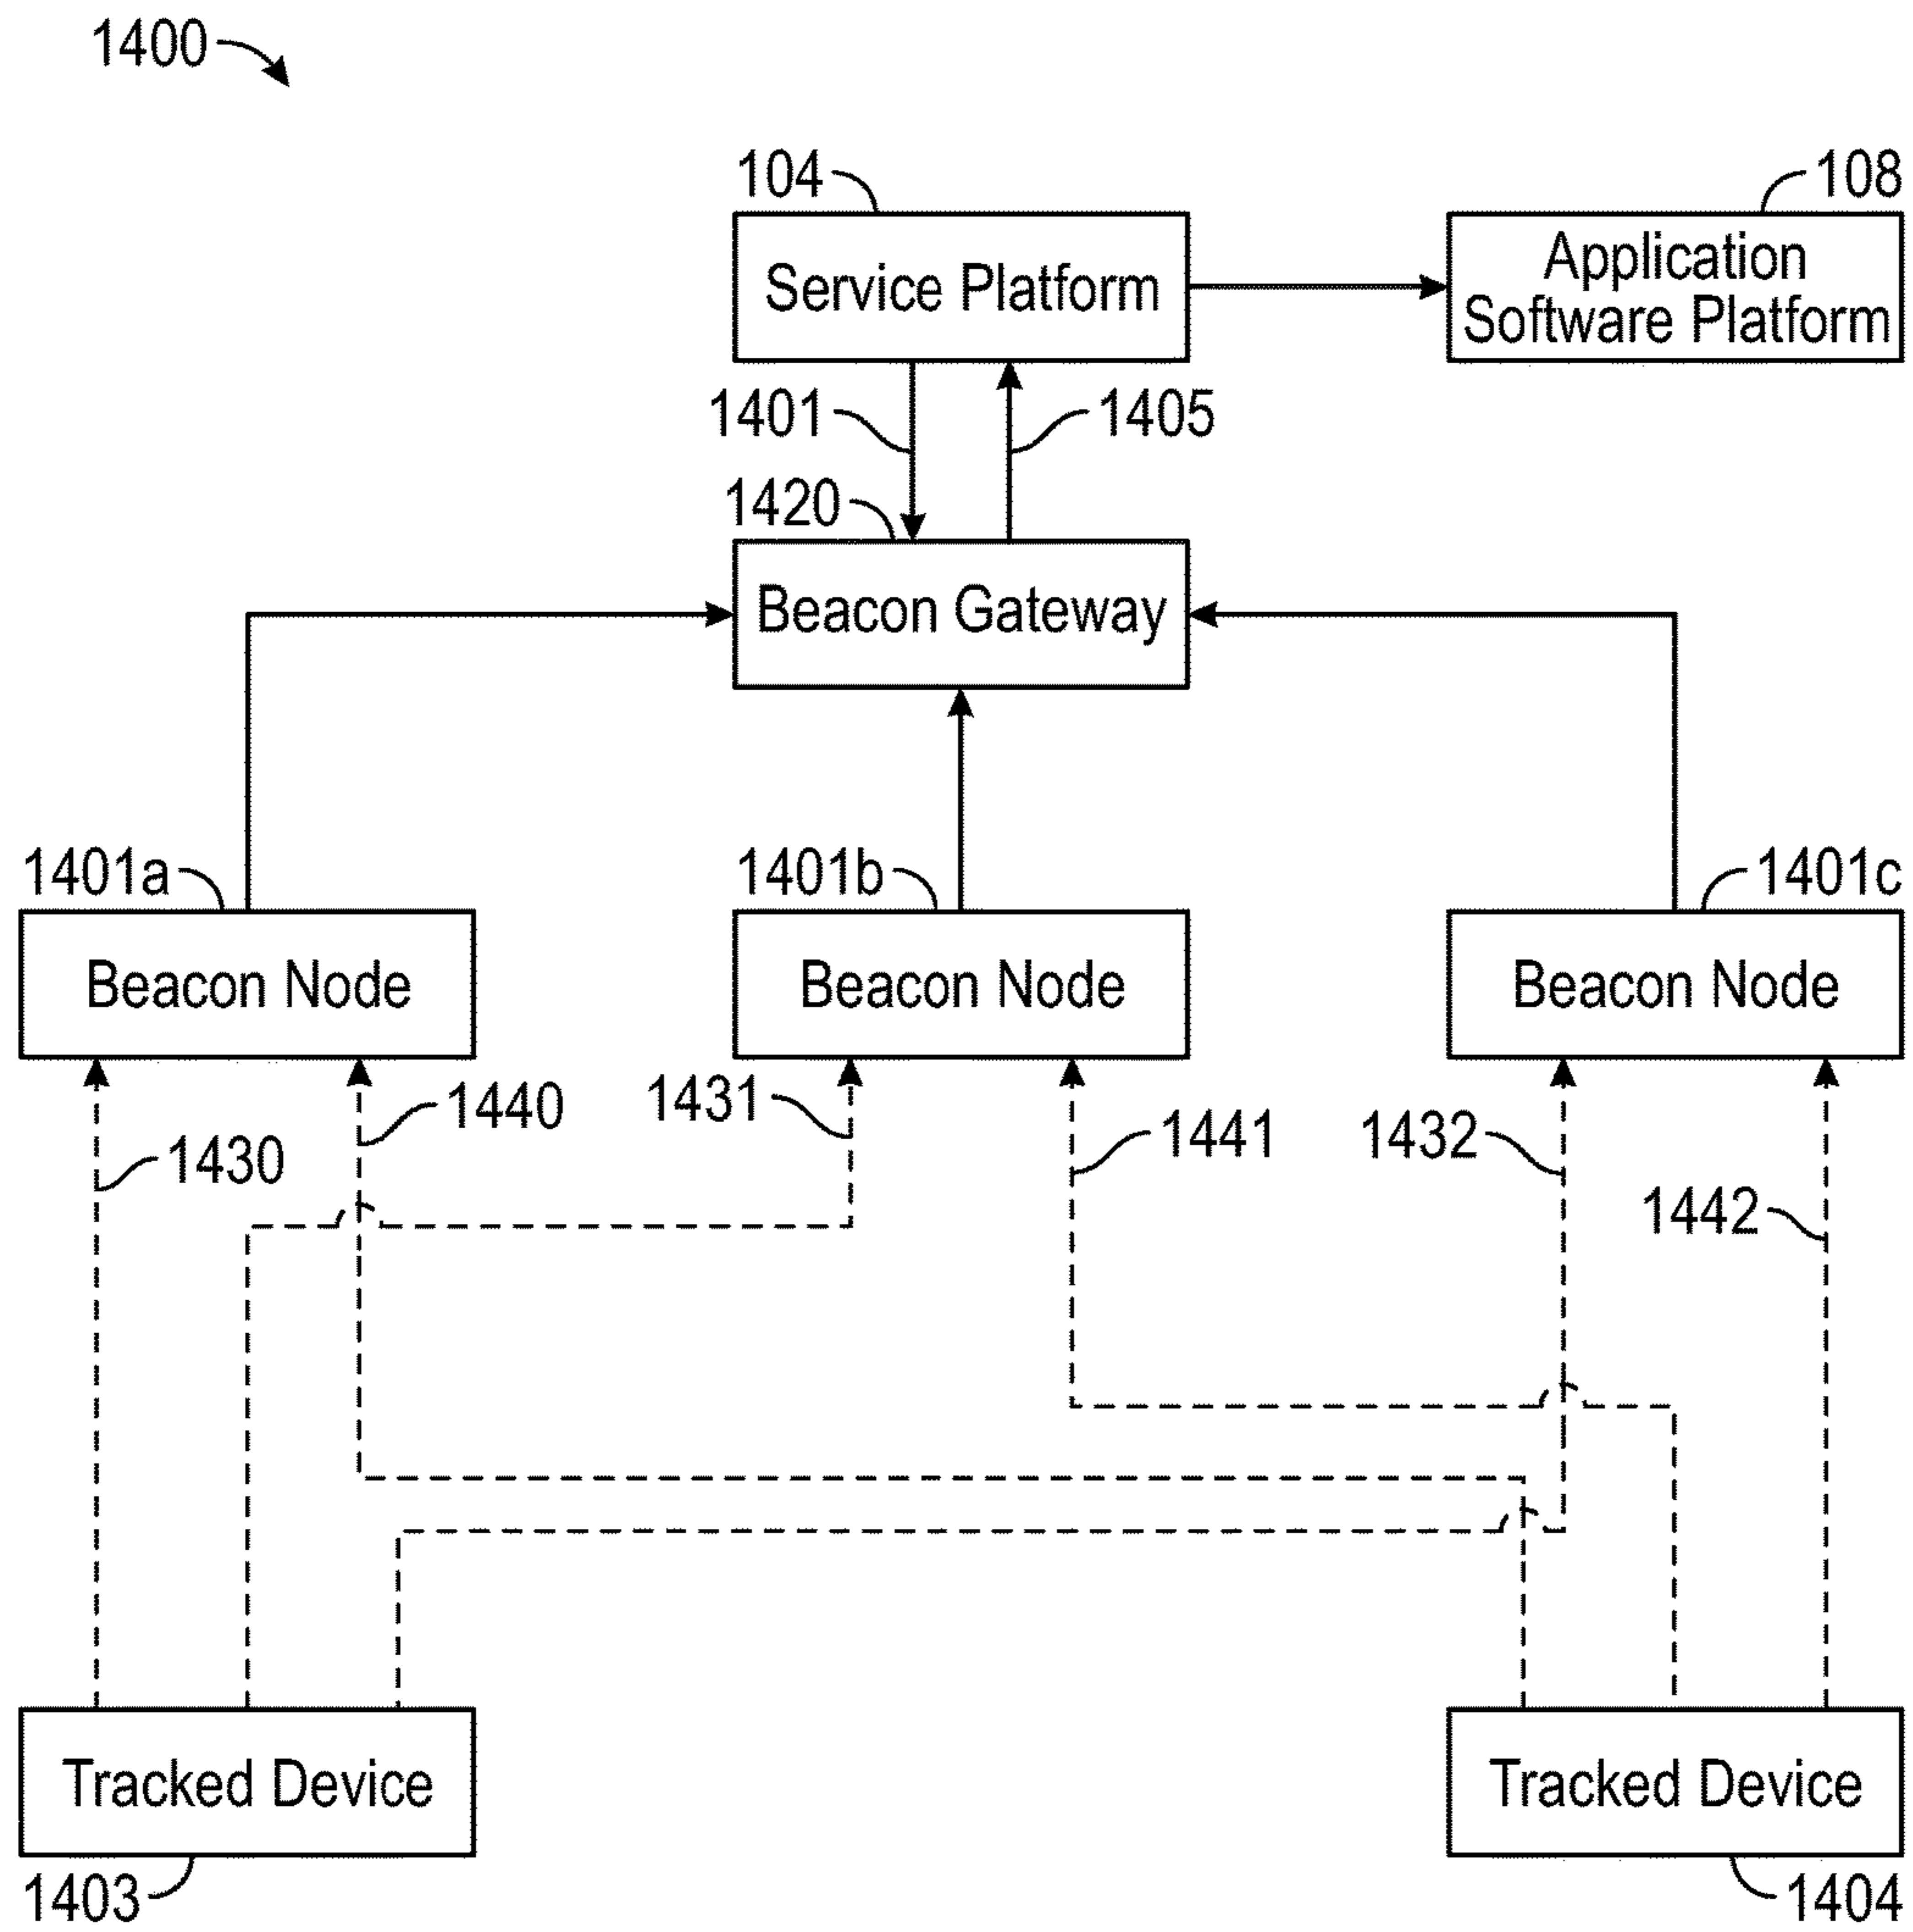 1400
104
108
Service Platform
Application
Software Platform
1401
1405
1420
Beacon Gateway
1401a
1401b
1401c
Beacon Node
Beacon Node
Beacon Node
1430
1440
1431
1441
1432
1442
Tracked Device
Tracked Device
1403
1404